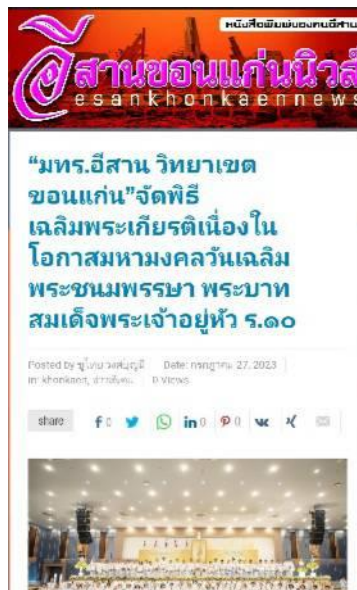 หนังสือพิมพ์ของคนอีสาน
อีสานขอนแก่นนิวส์
esankhonkaennews
“มทร.อีสาน วิทยาเขต
ขอนแก่น”จัดพิธี
เฉลิมพระเกียรติเนื่องใน
โอกาสมหามงคลวันเฉลิม
พระชนมพรรษา พระบาท
สมเด็จพระเจ้าอยู่หัว ร.๑๐
Posted by Date: กรกฎาคม 27, 2023
in: khonkaen, 0 Views
share 0 in 0 0